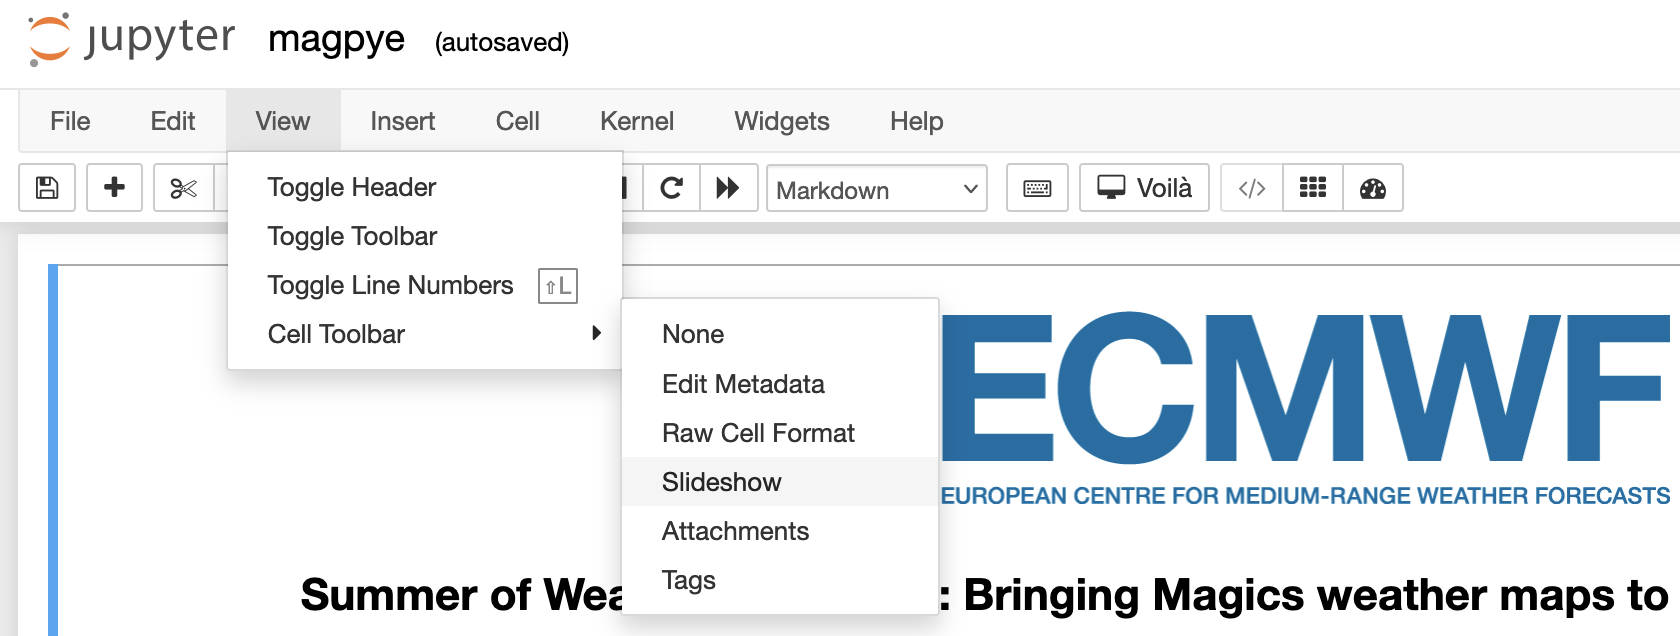 jupyter magpye (autosaved)
File Edit View Insert Cell Kernel Widgets Help
Markdown Voilà </>
Toggle Header
Toggle Toolbar
Toggle Line Numbers ⇧L
Cell Toolbar
None
Edit Metadata
Raw Cell Format
Slideshow
Attachments
Tags
ECMWF
EUROPEAN CENTRE FOR MEDIUM-RANGE WEATHER FORECASTS
Summer of : Bringing Magics weather maps to